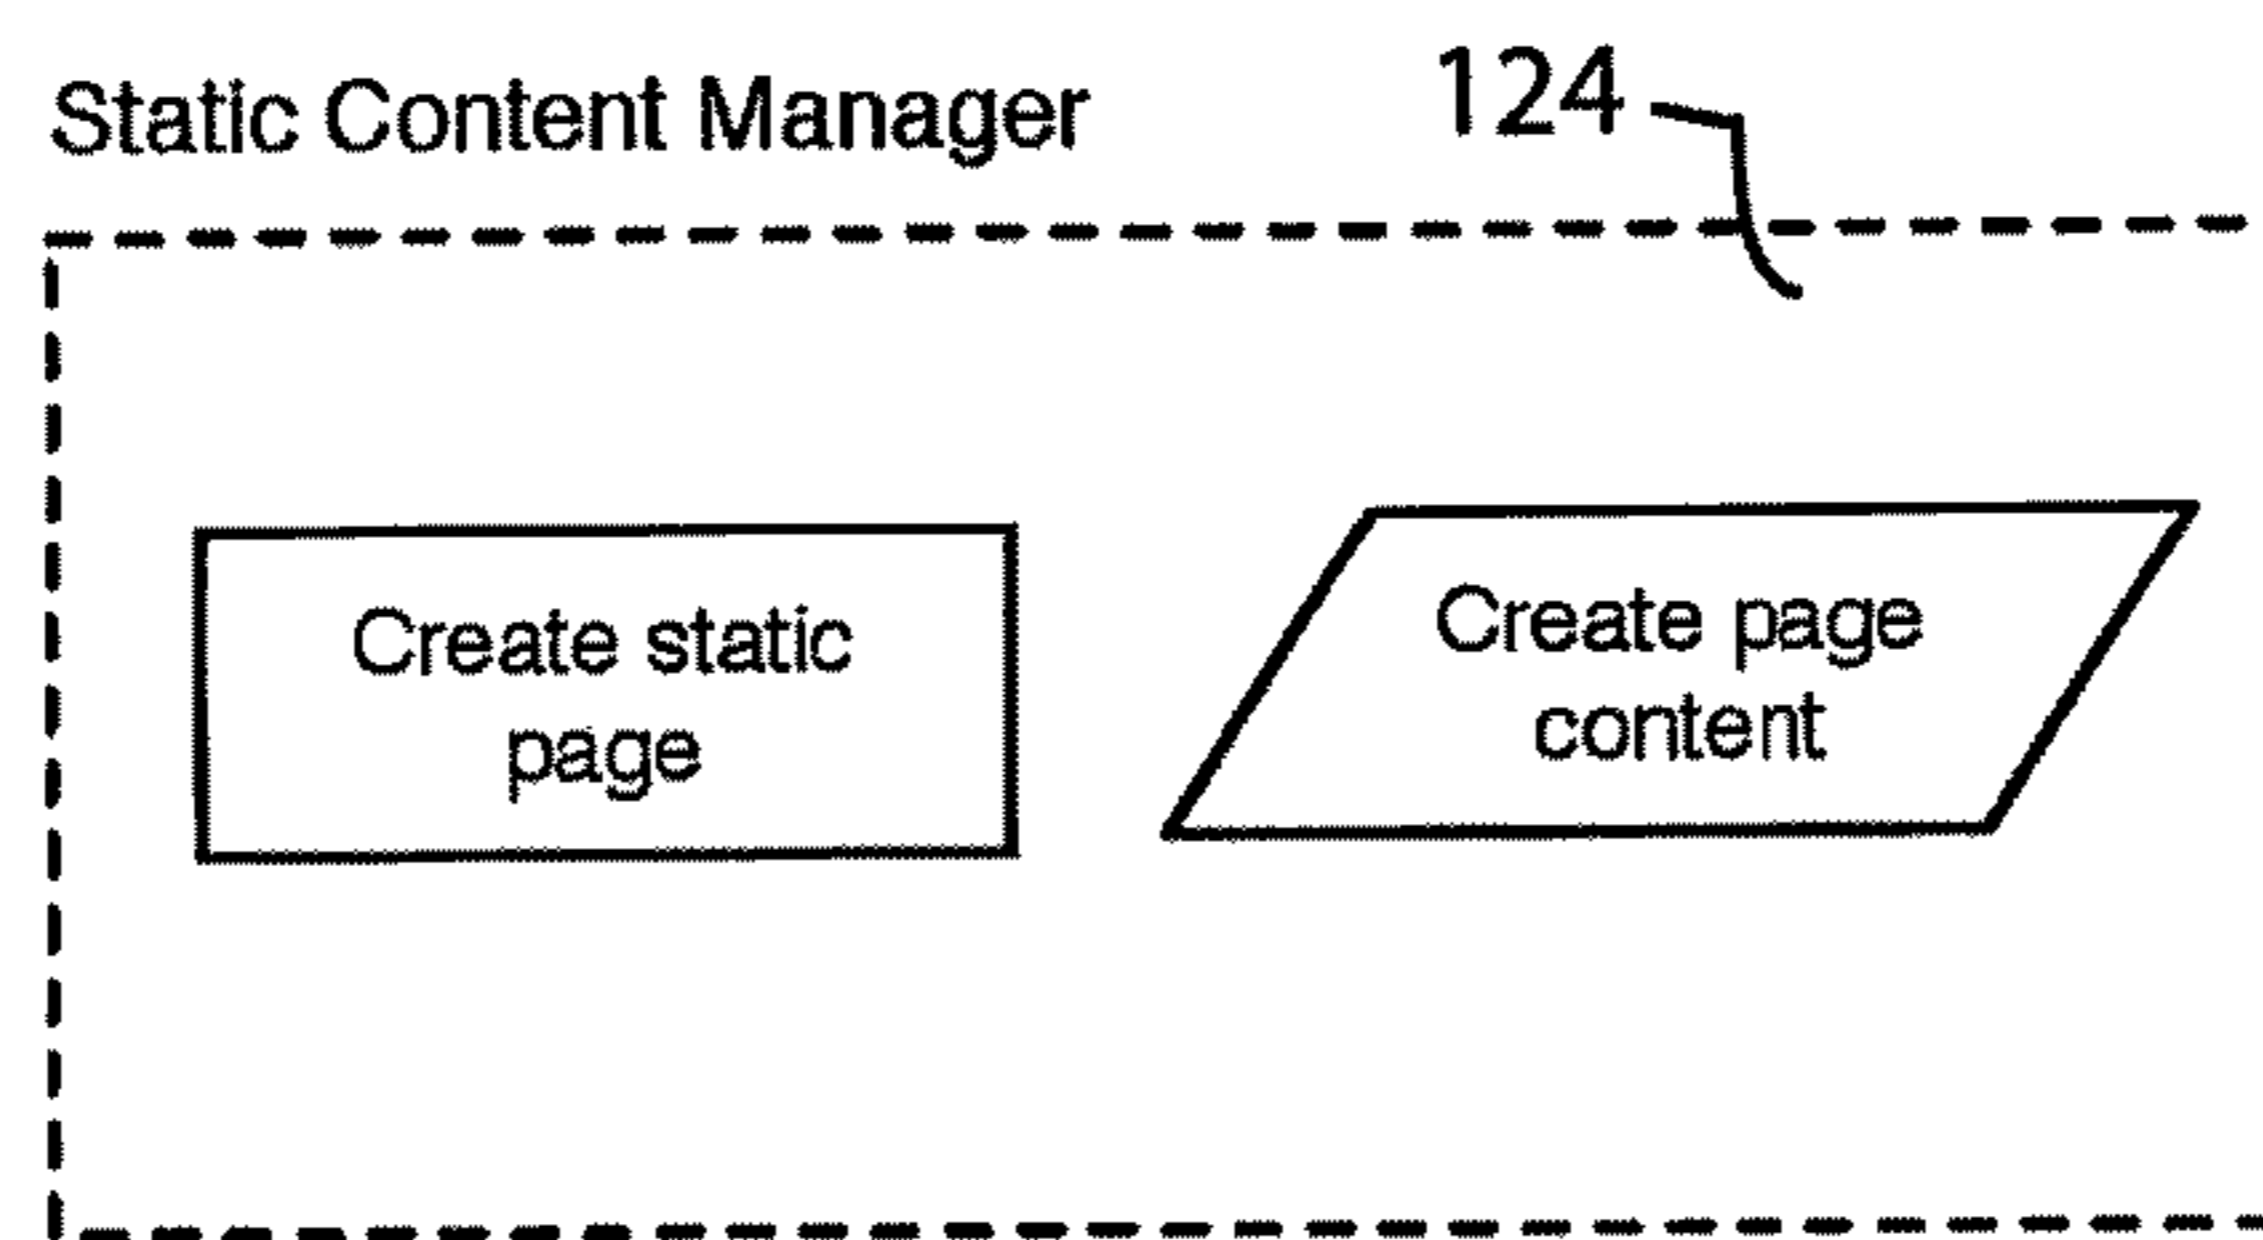 Static Content Manager
124
Create static
page
Create page
content